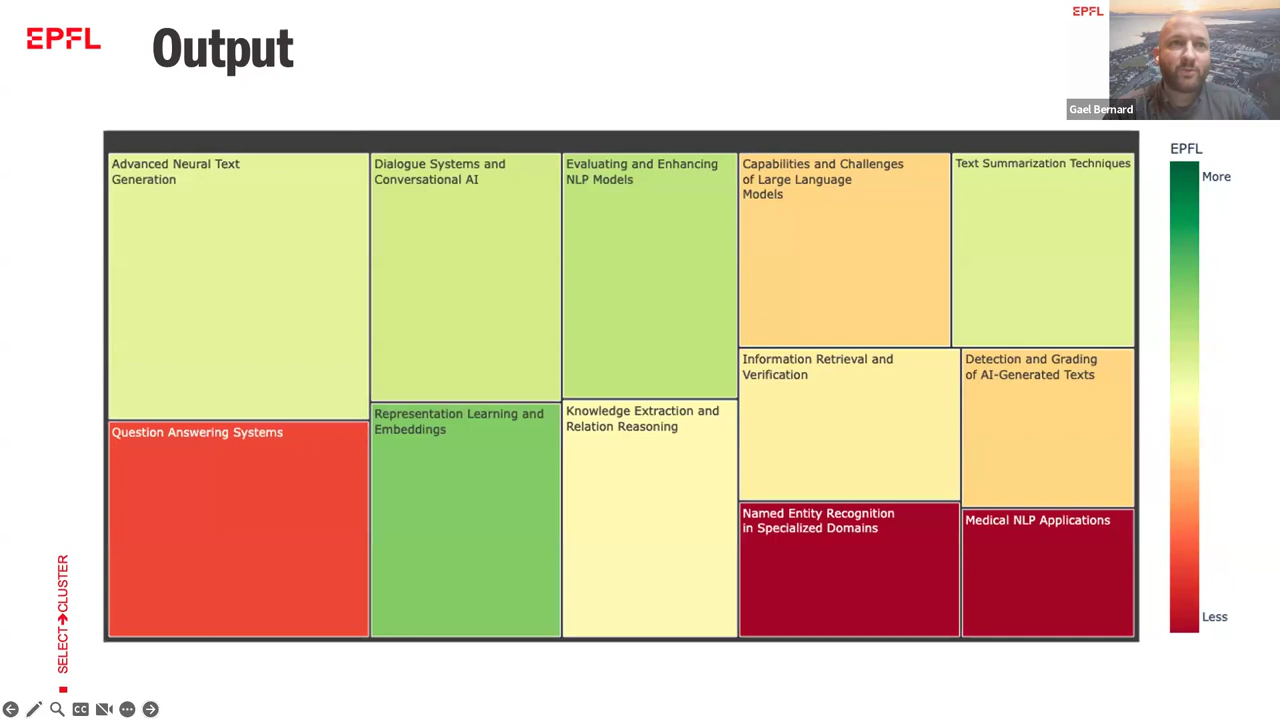 EPFL
Output
EPFL
Gael Bernard
Advanced Neural Text
Generation
Dialogue Systems and
Conversational AI
Evaluating and Enhancing
NLP Models
Capabilities and Challenges
of Large Language
Models
Text Summarization Techniques
Information Retrieval and
Verification
Detection and Grading
of AI-Generated Texts
Question Answering Systems
Representation Learning and
Embeddings
Knowledge Extraction and
Relation Reasoning
Named Entity Recognition
in Specialized Domains
Medical NLP Applications
EPFL
More
Less
SELECT➔CLUSTER
CC